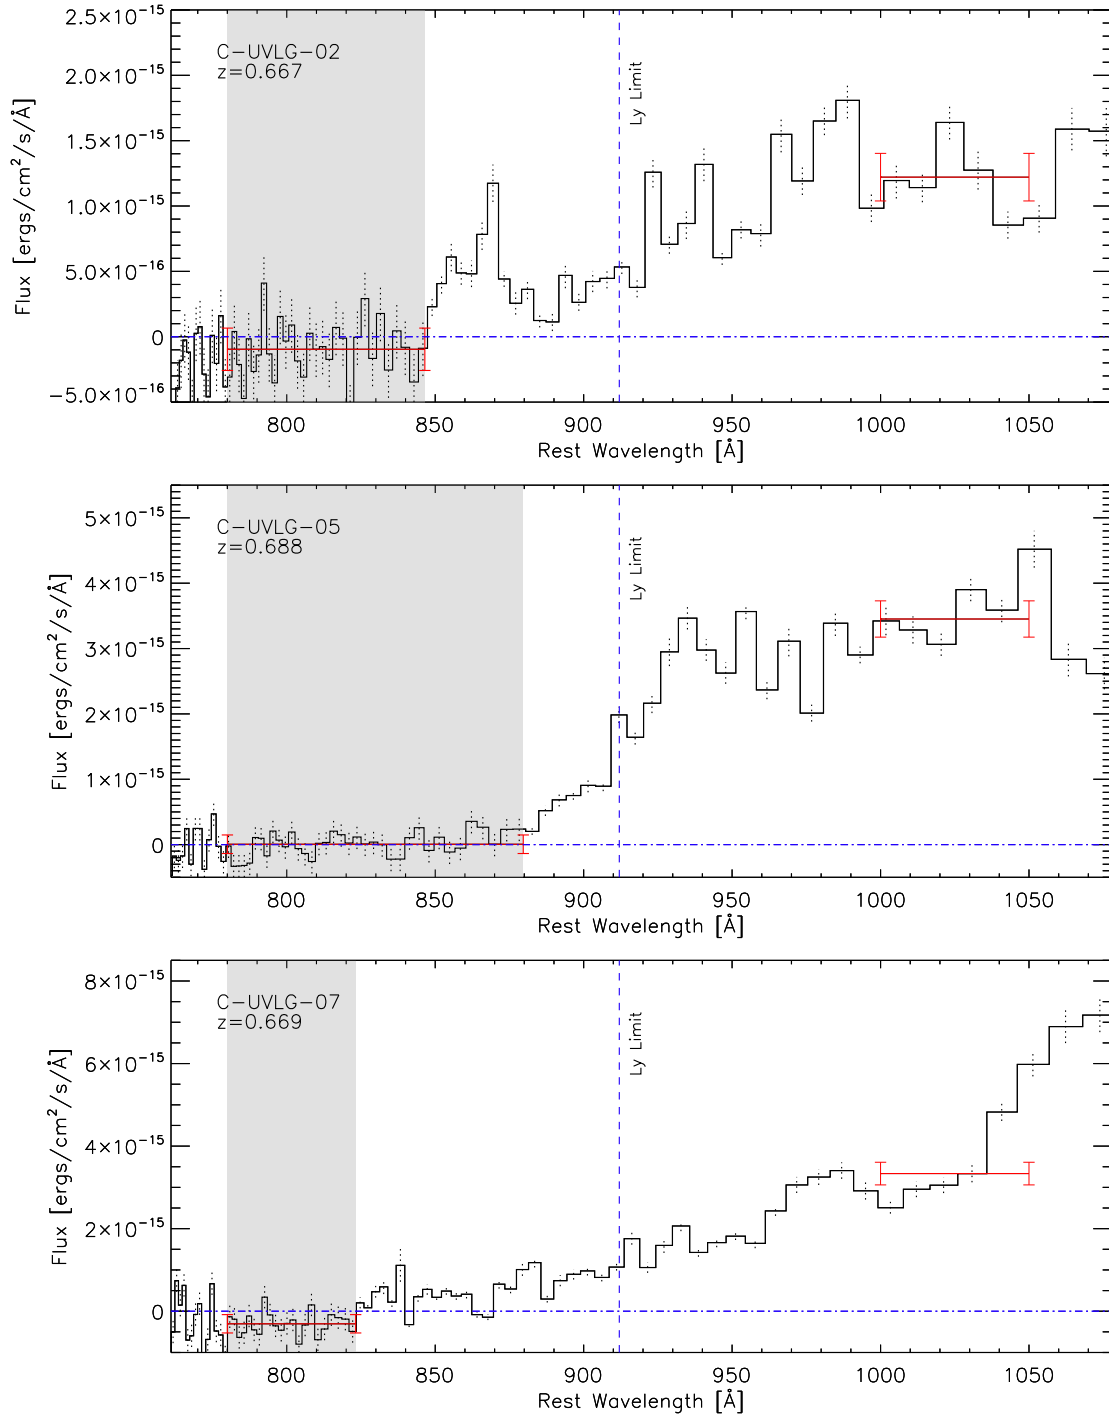 2.5×10⁻¹⁵
2.0×10⁻¹⁵
1.5×10⁻¹⁵
1.0×10⁻¹⁵
5.0×10⁻¹⁶
0
−5.0×10⁻¹⁶
Flux [ergs/cm²/s/Å]
C−UVLG−02
z=0.667
Ly Limit
800 850 900 950 1000 1050
Rest Wavelength [Å]
5×10⁻¹⁵
4×10⁻¹⁵
3×10⁻¹⁵
2×10⁻¹⁵
1×10⁻¹⁵
0
Flux [ergs/cm²/s/Å]
C−UVLG−05
z=0.688
Ly Limit
800 850 900 950 1000 1050
Rest Wavelength [Å]
8×10⁻¹⁵
6×10⁻¹⁵
4×10⁻¹⁵
2×10⁻¹⁵
0
Flux [ergs/cm²/s/Å]
C−UVLG−07
z=0.669
Ly Limit
800 850 900 950 1000 1050
Rest Wavelength [Å]